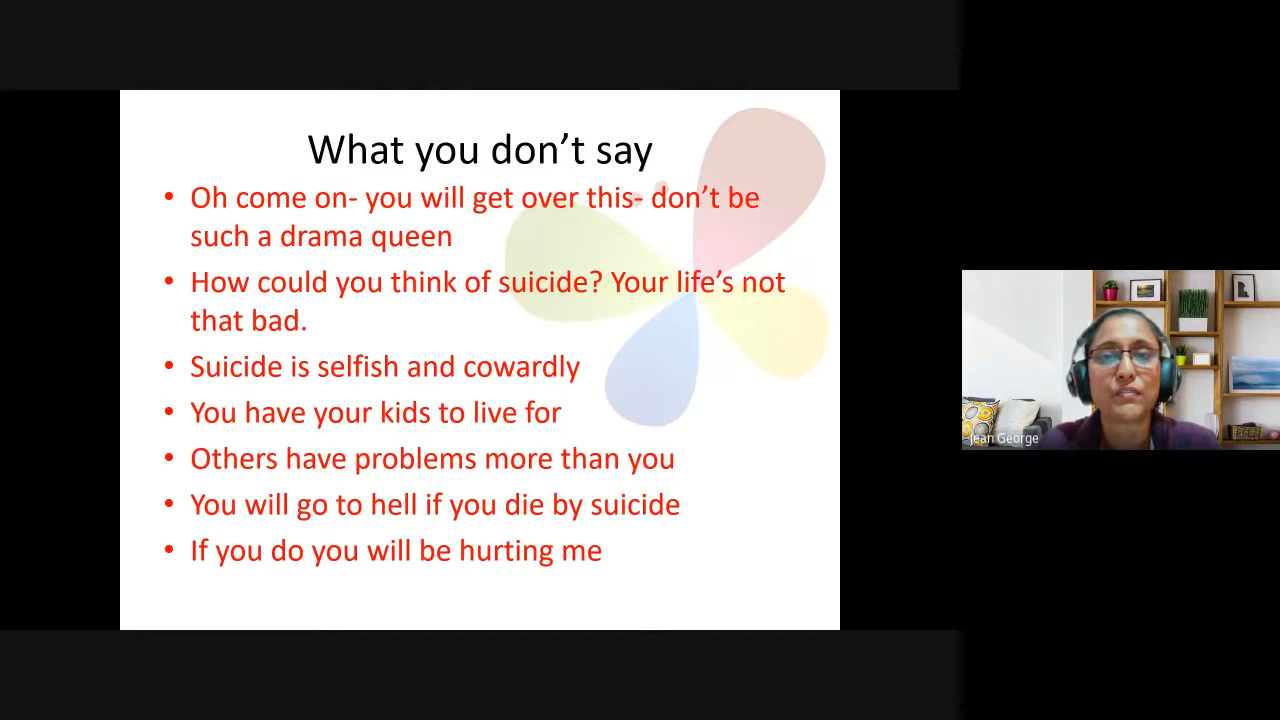 What you don't say
• Oh come on- you will get over this- don't be
such a drama queen
• How could you think of suicide? Your life's not
that bad.
• Suicide is selfish and cowardly
• You have your kids to live for
• Others have problems more than you
• You will go to hell if you die by suicide
• If you do you will be hurting me
Jean George